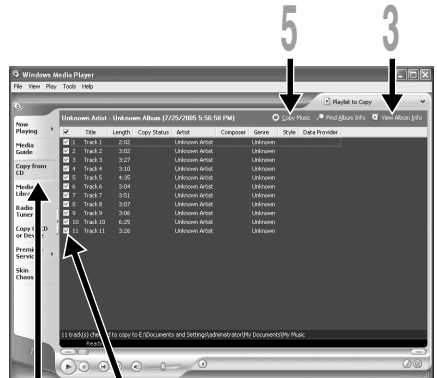 5
3
Windows Media Player
File View Play Tools Help
Playlist to Copy
Unknown Artist - Unknown Album (7/25/2005 5:56:58 PM)
Copy Music Find Album Info View Album Info
Now Playing
Media Guide
Copy from CD
Media
Radio Tuner
or
Skin
Title Length Copy Status Artist Composer Genre Style Data Provider
1 Track 1 2:02 Unknown Artist Unknown
2 Track 2 3:02 Unknown Artist Unknown
3 Track 3 3:27 Unknown Artist Unknown
4 Track 4 3:10 Unknown Artist Unknown
5 Track 5 4:35 Unknown Artist Unknown
6 Track 6 3:04 Unknown Artist Unknown
7 Track 7 3:51 Unknown Artist Unknown
8 Track 8 3:07 Unknown Artist Unknown
9 Track 9 3:06 Unknown Artist Unknown
10 Track 10 6:25 Unknown Artist Unknown
11 Track 11 3:26 Unknown Artist Unknown
11 track(s) to copy to E:\Documents and Settings\administrator\My Documents\My Music
Ready